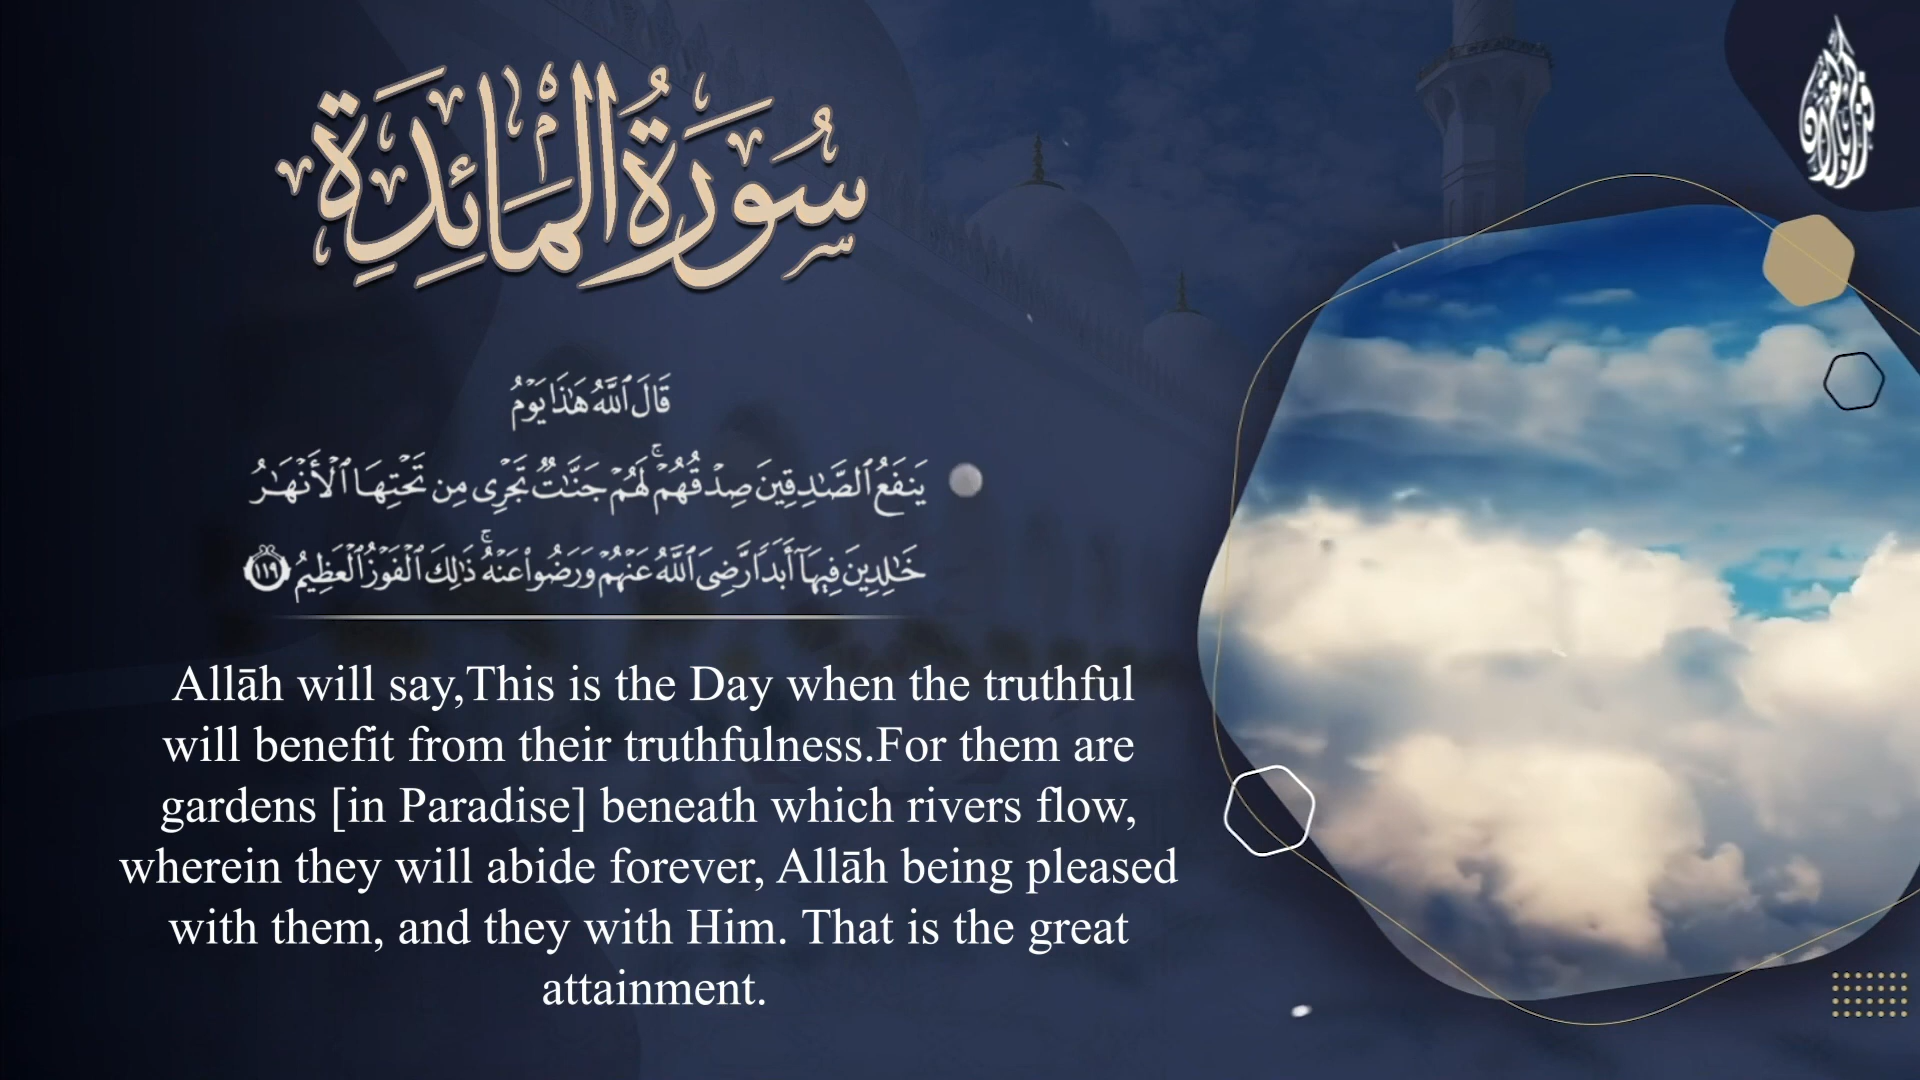 سُورَةُ الْمَائِدَةِ
قَالَ ٱللَّهُ هَـٰذَا يَوْمُ
يَنفَعُ ٱلصَّـٰدِقِينَ صِدْقُهُمْ ۚ لَهُمْ جَنَّـٰتٌ تَجْرِى مِن تَحْتِهَا ٱلْأَنْهَـٰرُ
خَـٰلِدِينَ فِيهَآ أَبَدًا رَّضِىَ ٱللَّهُ عَنْهُمْ وَرَضُوا۟ عَنْهُ ۚ ذَٰلِكَ ٱلْفَوْزُ ٱلْعَظِيمُ ١١٩
Allāh will say,This is the Day when the truthful
will benefit from their truthfulness.For them are
gardens [in Paradise] beneath which rivers flow,
wherein they will abide forever, Allāh being pleased
with them, and they with Him. That is the great
attainment.